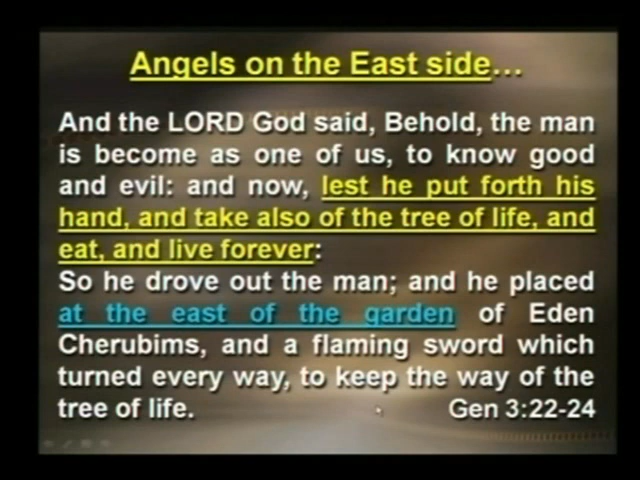 Angels on the East side...
And the LORD God said, Behold, the man
is become as one of us, to know good
and evil: and now, lest he put forth his
hand, and take also of the tree of life, and
eat, and live forever:
So he drove out the man; and he placed
at the east of the garden of Eden
Cherubims, and a flaming sword which
turned every way, to keep the way of the
tree of life. Gen 3:22-24